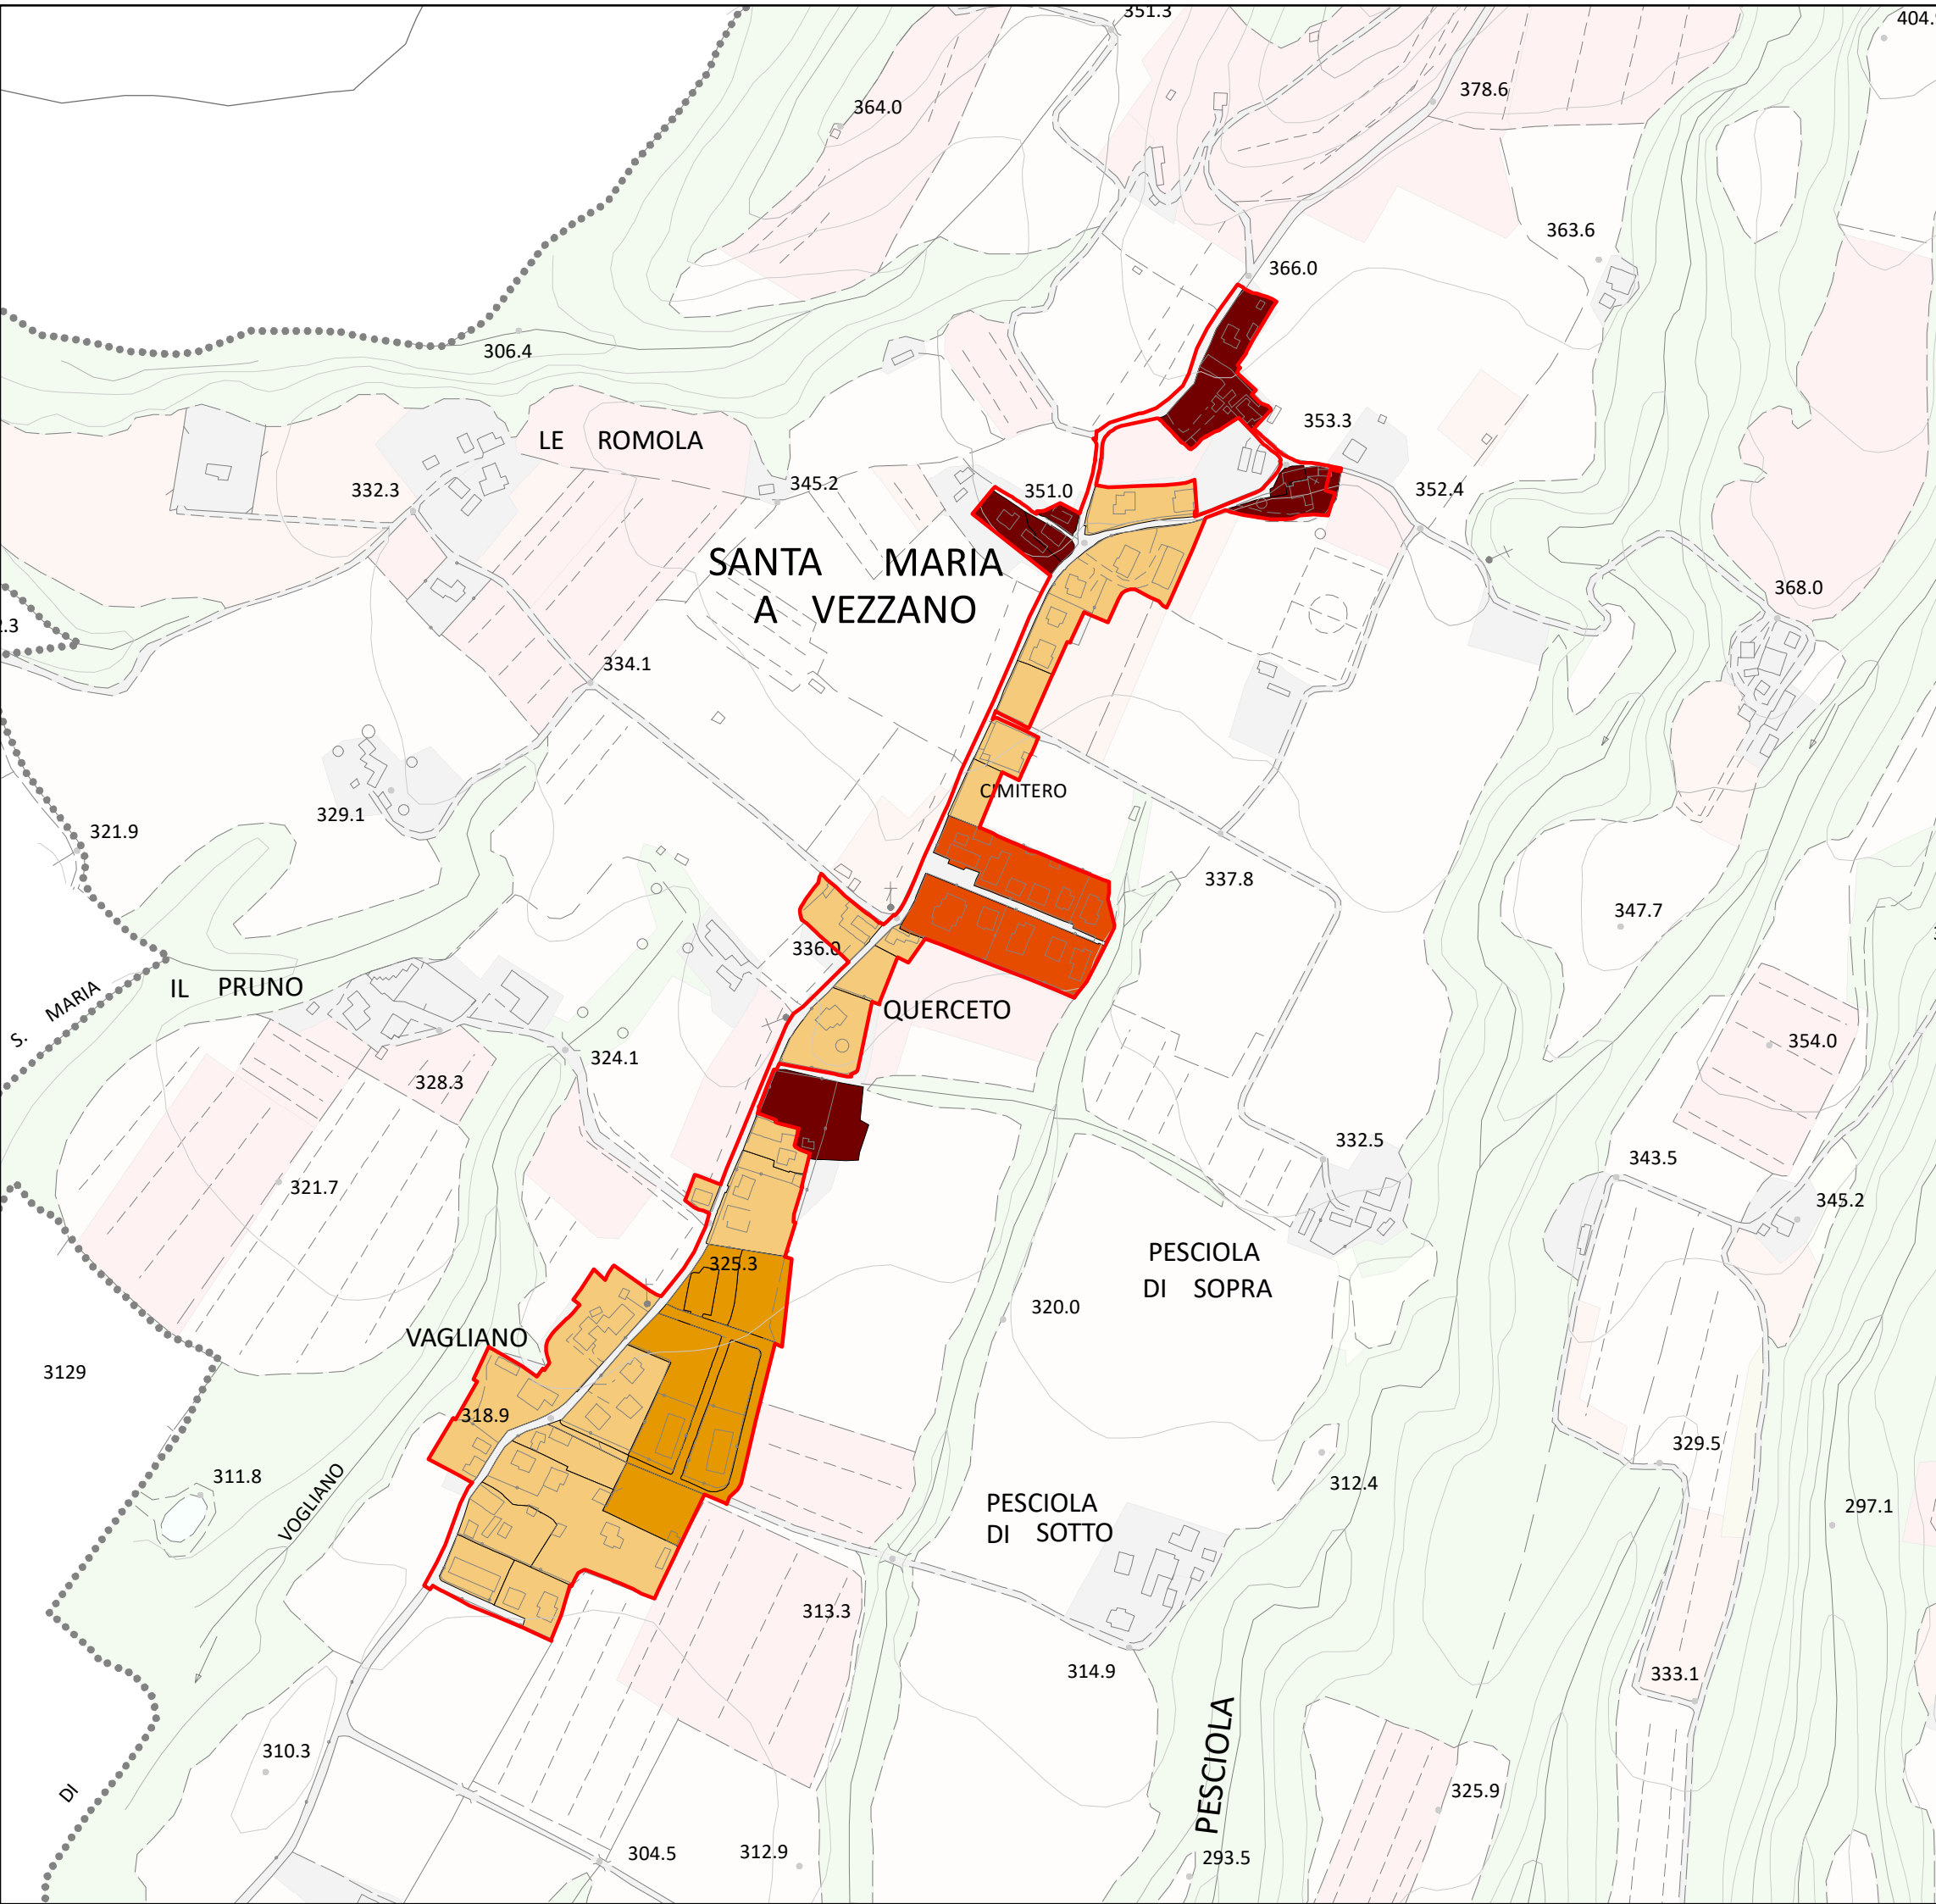 351.3
404.
364.0
378.6
363.6
366.0
306.4
353.3
LE ROMOLA
332.3
345.2
351.0
352.4
SANTA MARIA
A VEZZANO
368.0
2.3
334.1
CIMITERO
329.1
321.9
337.8
347.7
336.0
S. MARIA
IL PRUNO
QUERCETO
354.0
324.1
328.3
332.5
343.5
321.7
345.2
PESCIOLA
DI SOPRA
325.3
320.0
VAGLIANO
3129
318.9
329.5
311.8
VOGLIANO
312.4
PESCIOLA
DI SOTTO
297.1
313.3
314.9
333.1
PESCIOLA
310.3
DI
325.9
304.5
312.9
293.5